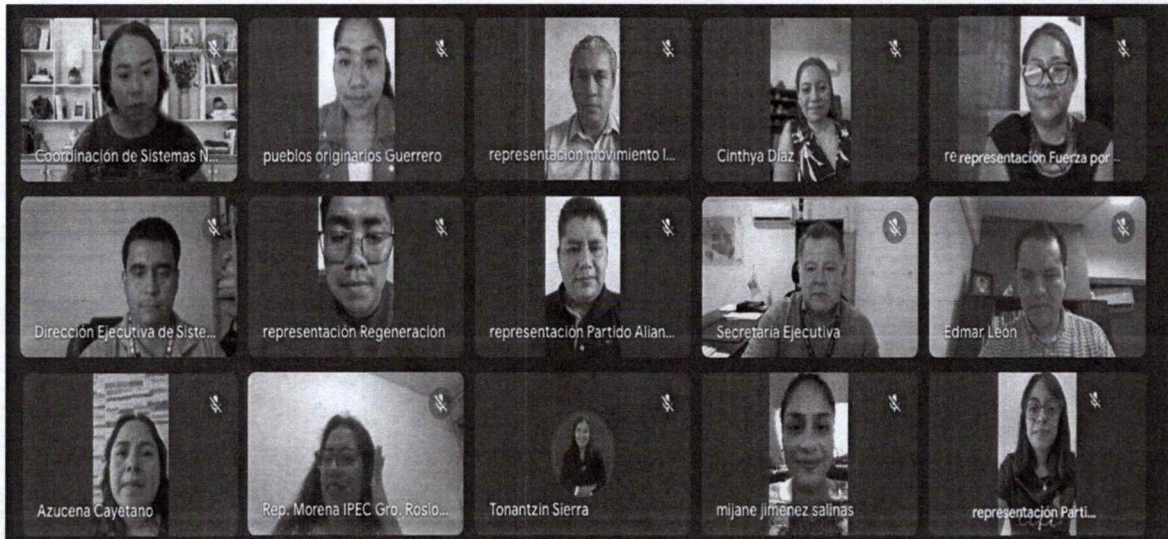 Coordinación de Sistemas N...
pueblos originarios Guerrero
representación movimiento l...
Cinthya Díaz
re representación Fuerza por ...
Dirección Ejecutiva de Siste...
representación Regeneración
representación Partido Alian...
Secretaría Ejecutiva
Edmar León
Azucena Cayetano
Rep. Morena IPEC Gro. Rosio...
Tonantzin Sierra
mijane jimenez salinas
representación Parti...